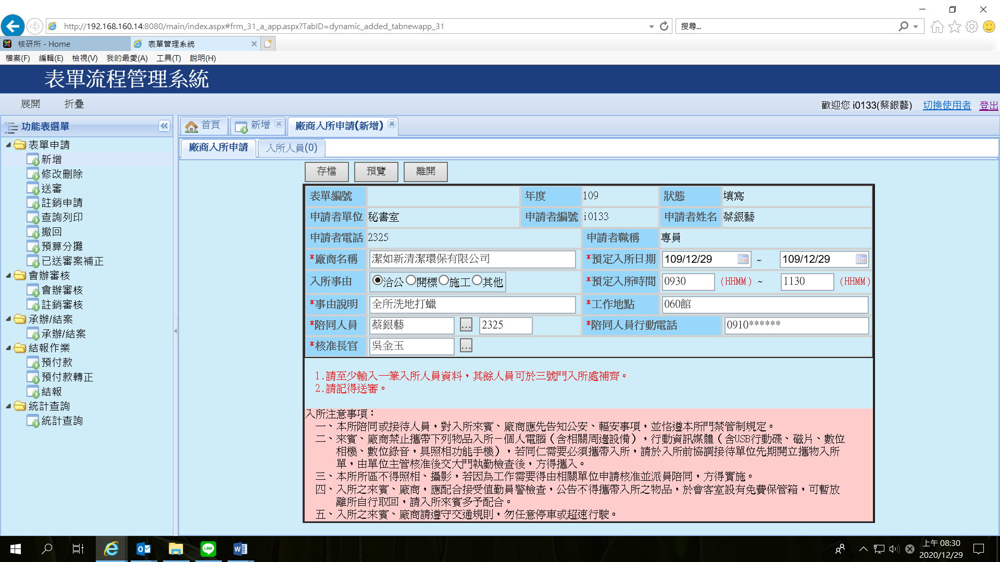 http://192.168.160.14:8080/main/index.aspx#frm_31_a_app.aspx?TabID=dynamic_added_tabnewapp_31
搜尋...
核研所 - Home
表單管理系統
檔案(F) 編輯(E) 檢視(V) 我的最愛(A) 工具(T) 說明(H)
表單流程管理系統
展開 折疊
歡迎您 i0133(蔡銀藝) 切換使用者 登出
功能表選單
表單申請
新增
修改刪除
送審
註銷申請
查詢列印
撤回
預算分攤
已送審案補正
會辦審核
會辦審核
註銷審核
承辦/結案
承辦/結案
結報作業
預付款
預付款轉正
結報
統計查詢
統計查詢
首頁 新增 廠商入所申請(新增)
廠商入所申請 入所人員(0)
存檔 預覽 離開
表單編號 年度 109 狀態 填寫
申請者單位 秘書室 申請者編號 i0133 申請者姓名 蔡銀藝
申請者電話 2325 申請者職稱 專員
*廠商名稱 潔如新清潔環保有限公司 *預定入所日期 109/12/29 ~ 109/12/29
入所事由 洽公 開標 施工 其他 *預定入所時間 0930 (HHMM) ~ 1130 (HHMM)
*事由說明 全所洗地打蠟 *工作地點 060館
*陪同人員 蔡銀藝 ... 2325 *陪同人員行動電話 0910******
*核准長官 吳金玉 ...
1.請至少輸入一筆入所人員資料，其餘人員可於三號門入所處補齊。
2.請記得送審。
入所注意事項：
一、本所陪同或接待人員，對入所來賓、廠商應先告知公安、輻安事項，並恪遵本所門禁管制規定。
二、來賓、廠商禁止攜帶下列物品入所－個人電腦（含相關周邊設備），行動資訊媒體（含USB行動碟、磁片、數位
相機、數位錄音，具照相功能手機），若同仁需要必須攜帶入所，請於入所前協調接待單位先期開立攜物入所
單，由單位主管核准後交大門執勤檢查後，方得攜入。
三、本所所區不得照相、攝影，若因為工作需要得由相關單位申請核准並派員陪同，方得實施。
四、入所之來賓、廠商，應配合接受值勤員警檢查，公告不得攜帶入所之物品，於會客室設有免費保管箱，可暫放
離所自行取回，請入所來賓多予配合。
五、入所之來賓、廠商請遵守交通規則，勿任意停車或超速行駛。
上午 08:30
2020/12/29